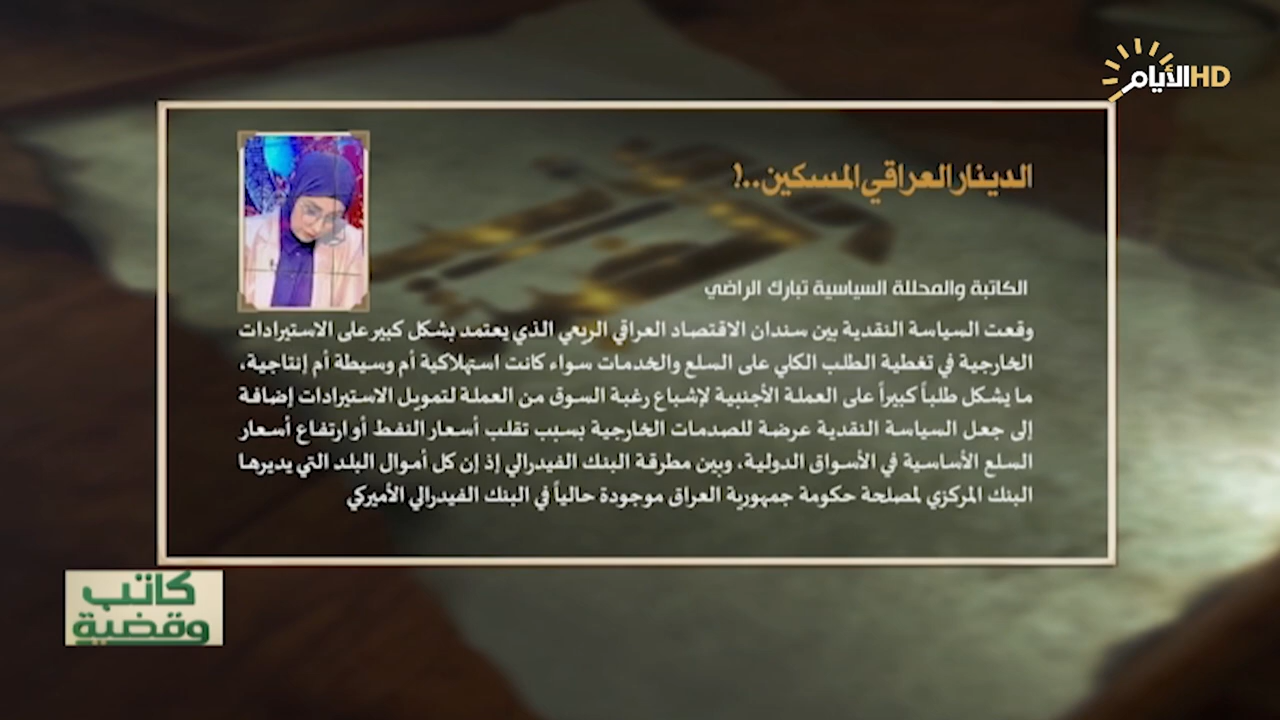 الأيام HD
الدينار العراقي المسكين..!
الكاتبة والمحللة السياسية تبارك الراضي
وقعت السياسة النقدية بين سندان الاقتصاد العراقي الريعي الذي يعتمد بشكل كبير على الاستيرادات
الخارجية في تغطية الطلب الكلي على السلع والخدمات سواء كانت استهلاكية أم وسيطة أم إنتاجية،
ما يشكل طلباً كبيراً على العملة الأجنبية لإشباع رغبة السوق من العملة لتمويل الاستيرادات إضافة
إلى جعل السياسة النقدية عرضة للصدمات الخارجية بسبب تقلب أسعار النفط أو ارتفاع أسعار
السلع الأساسية في الأسواق الدولية، وبين مطرقة البنك الفيدرالي إذ إن كل أموال البلد التي يديرها
البنك المركزي لمصلحة حكومة جمهورية العراق موجودة حالياً في البنك الفيدرالي الأميركي
كاتب
وقضية